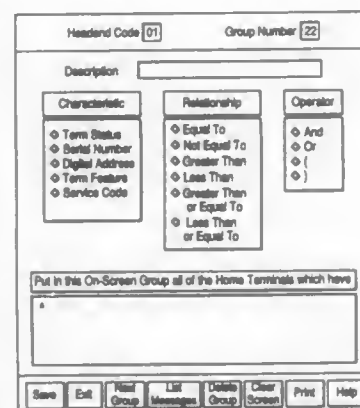 Headend Code 01 Group Number 22
Description
Characteristic
Term Status
Serial Number
Digital Address
Term Feature
Service Code
Relationship
Equal To
Not Equal To
Greater Than
Less Than
Greater Than
or Equal To
Less Than
or Equal To
Operator
And
Or
(
)
Put in this On-Screen Group all of the Home Terminals which have
Save
Exit
Next
Group
List
Messages
Delete
Group
Clear
Screen
Print
Help